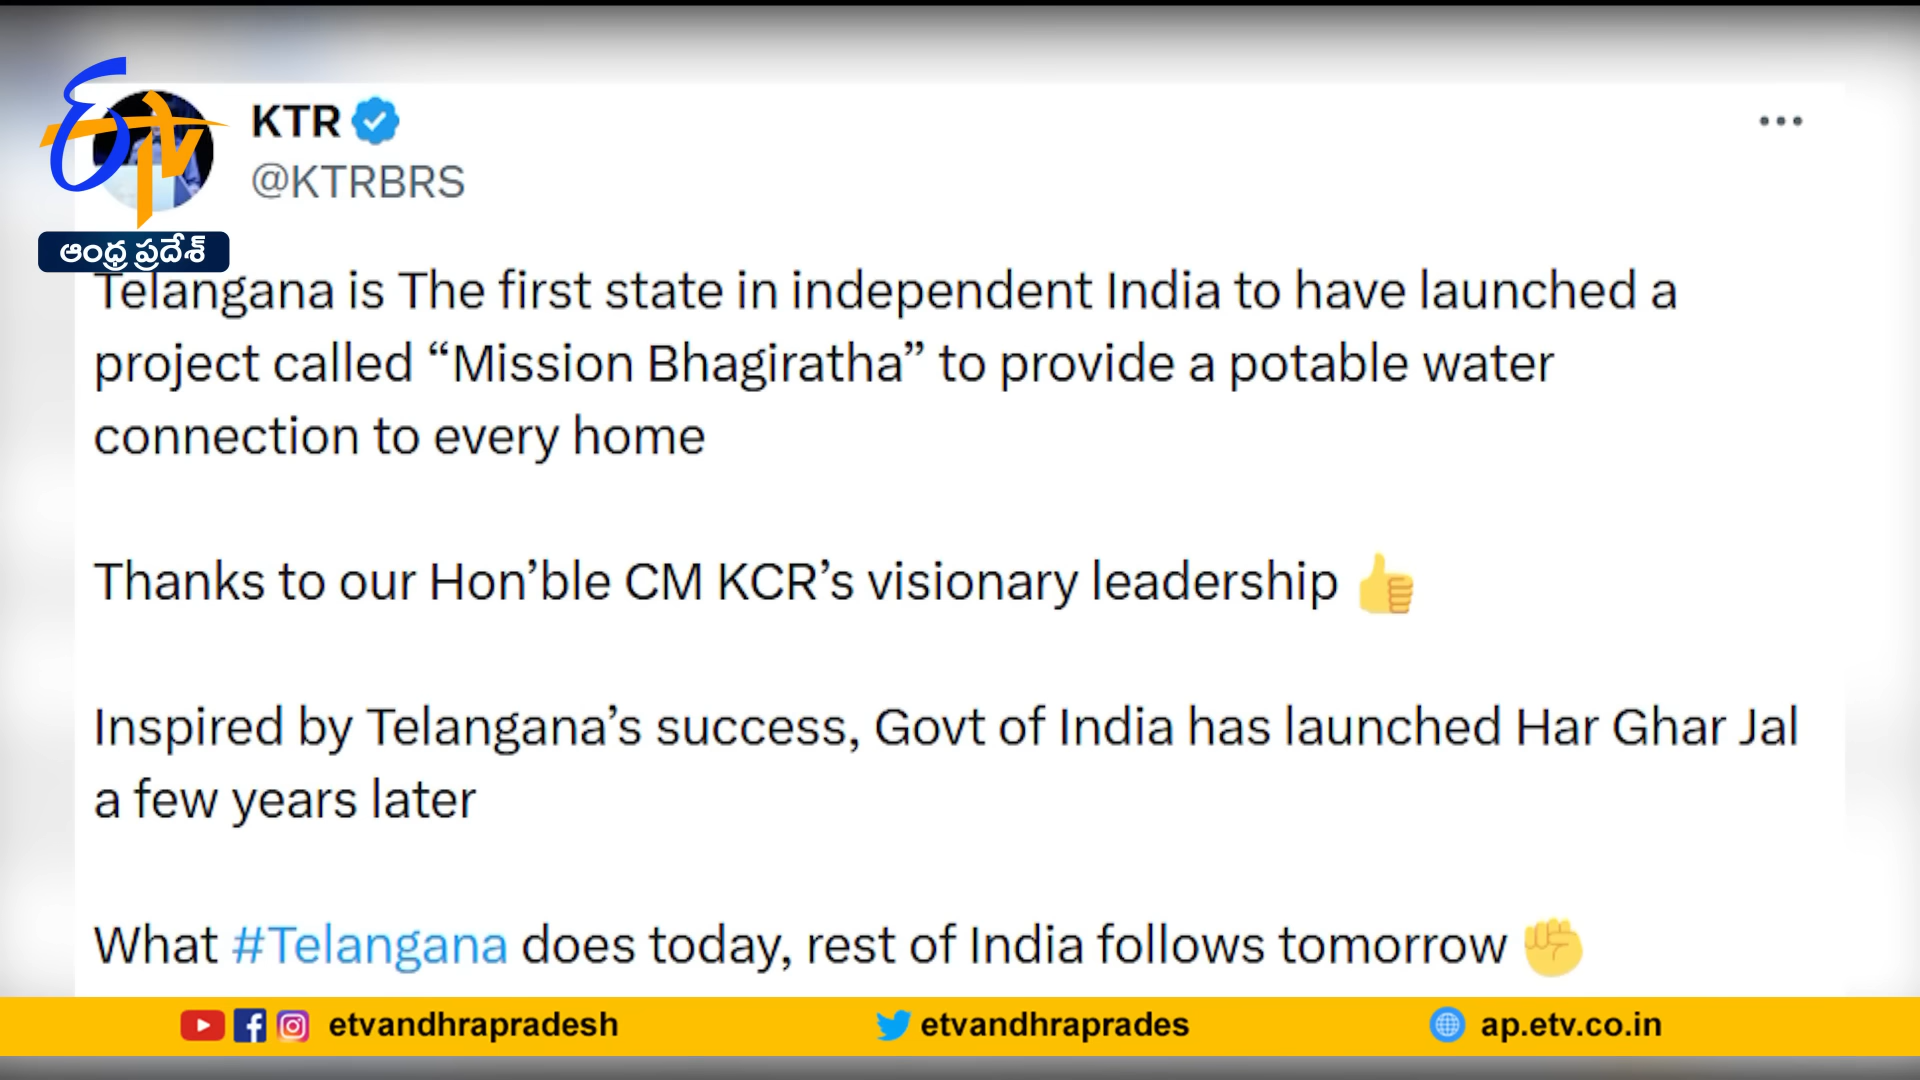 ETV
ఆంధ్ర ప్రదేశ్
KTR
@KTRBRS
Telangana is The first state in independent India to have launched a
project called “Mission Bhagiratha” to provide a potable water
connection to every home
Thanks to our Hon’ble CM KCR’s visionary leadership 👍
Inspired by Telangana’s success, Govt of India has launched Har Ghar Jal
a few years later
What #Telangana does today, rest of India follows tomorrow ✊
etvandhrapradesh
etvandhraprades
ap.etv.co.in